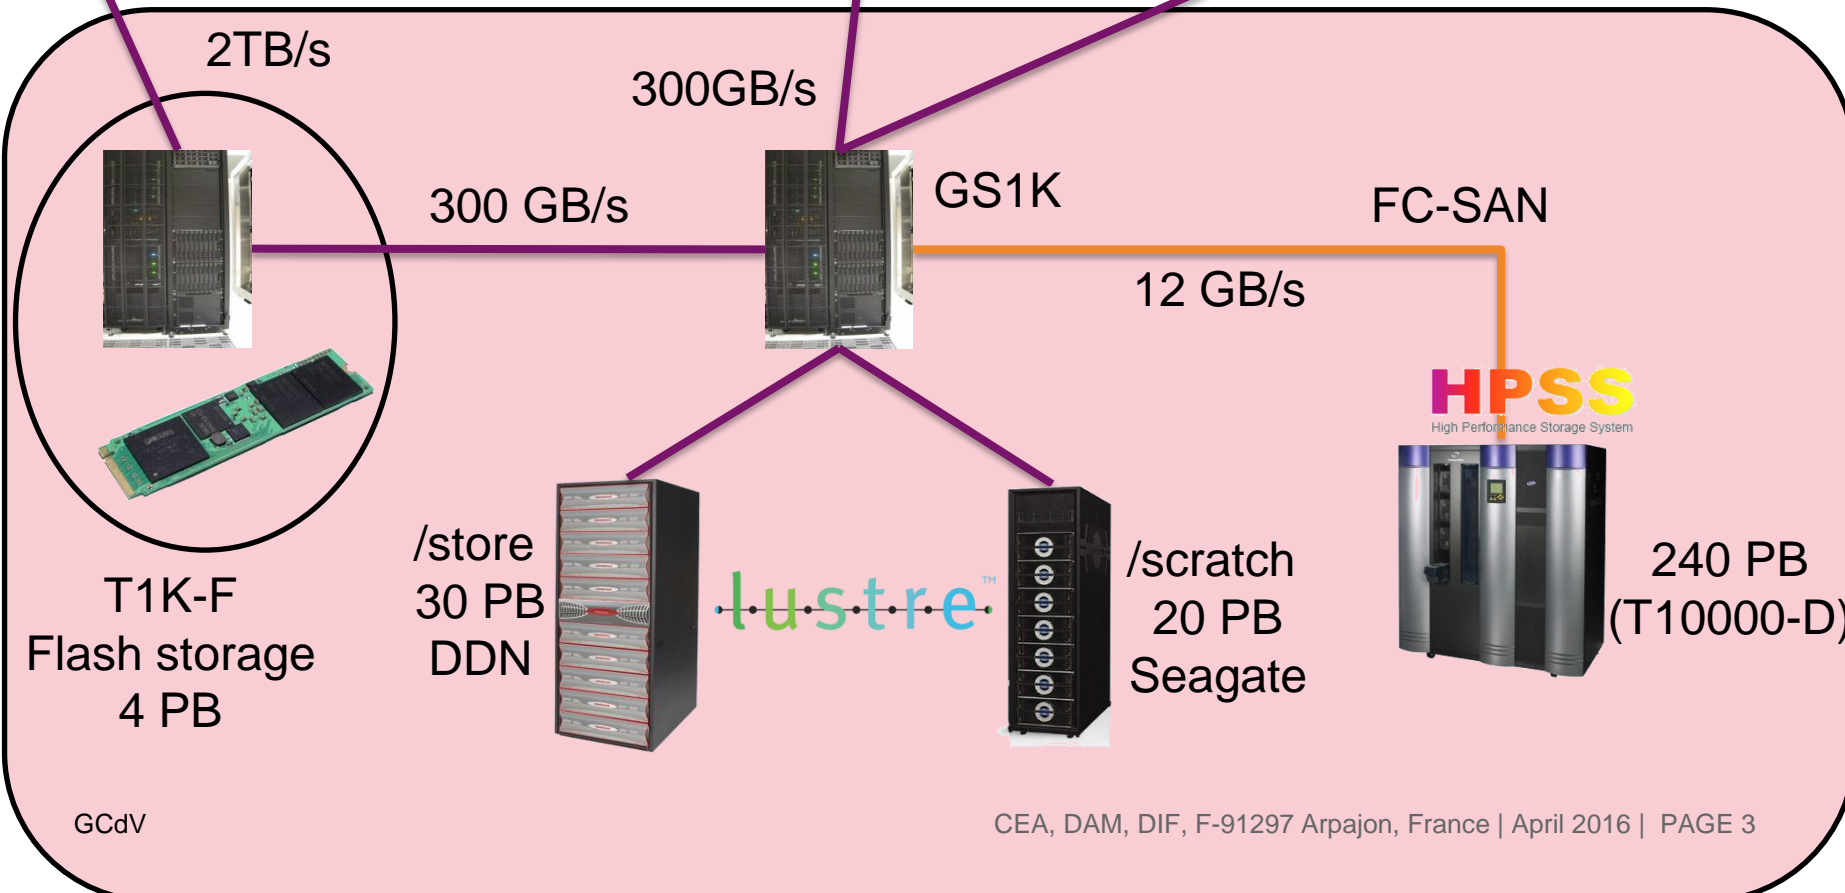 2TB/s
300GB/s
300 GB/s
GS1K
FC-SAN
12 GB/s
HPSS
High Performance Storage System
SAMSUNG
T1K-F
Flash storage
4 PB
/store
30 PB
DDN
lustre™
/scratch
20 PB
Seagate
240 PB
(T10000-D)
GCdV
CEA, DAM, DIF, F-91297 Arpajon, France | April 2016 | PAGE 3